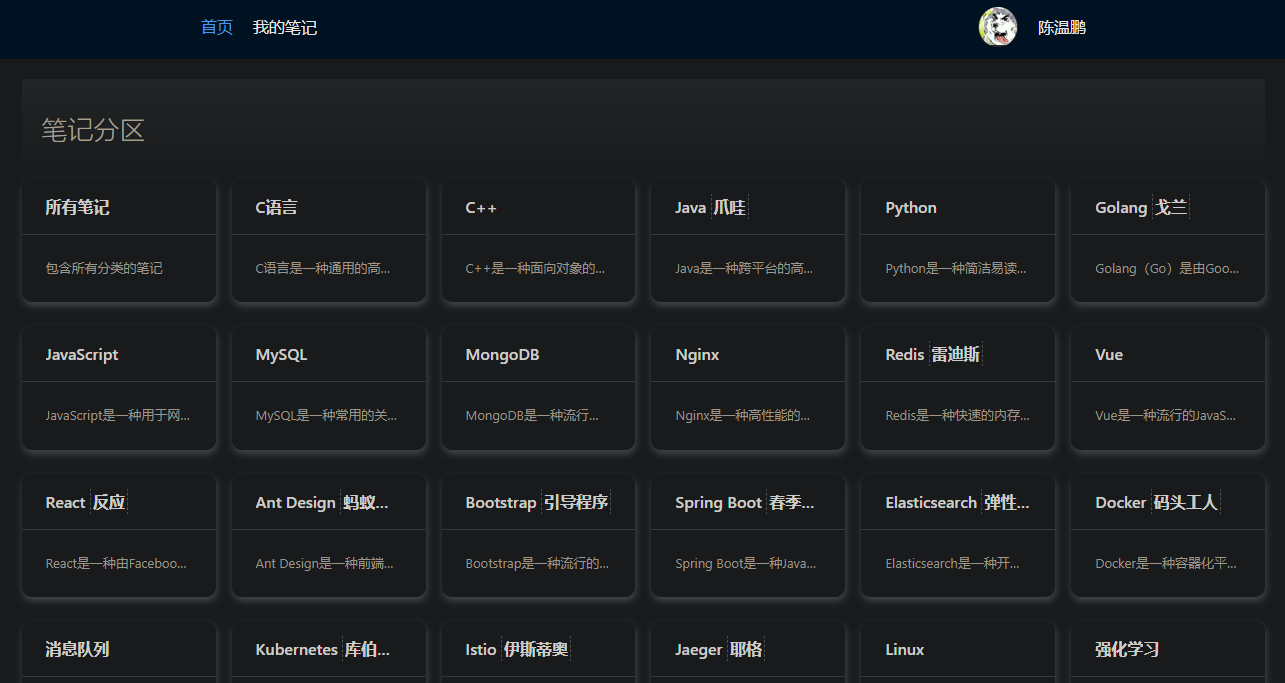 首页 我的笔记 陈温鹏
笔记分区
所有笔记 C语言 C++ Java 爪哇 Python Golang 戈兰
包含所有分类的笔记 C语言是一种通用的高... C++是一种面向对象的... Java是一种跨平台的高... Python是一种简洁易读... Golang（Go）是由Goo...
JavaScript MySQL MongoDB Nginx Redis 雷迪斯 Vue
JavaScript是一种用于网... MySQL是一种常用的关... MongoDB是一种流行... Nginx是一种高性能的... Redis是一种快速的内存... Vue是一种流行的JavaS...
React 反应 Ant Design 蚂蚁... Bootstrap 引导程序 Spring Boot 春季... Elasticsearch 弹性... Docker 码头工人
React是一种由Faceboo... Ant Design是一种前端... Bootstrap是一种流行的... Spring Boot是一种Java... Elasticsearch是一种开... Docker是一种容器化平...
消息队列 Kubernetes 库伯... Istio 伊斯蒂奥 Jaeger 耶格 Linux 强化学习